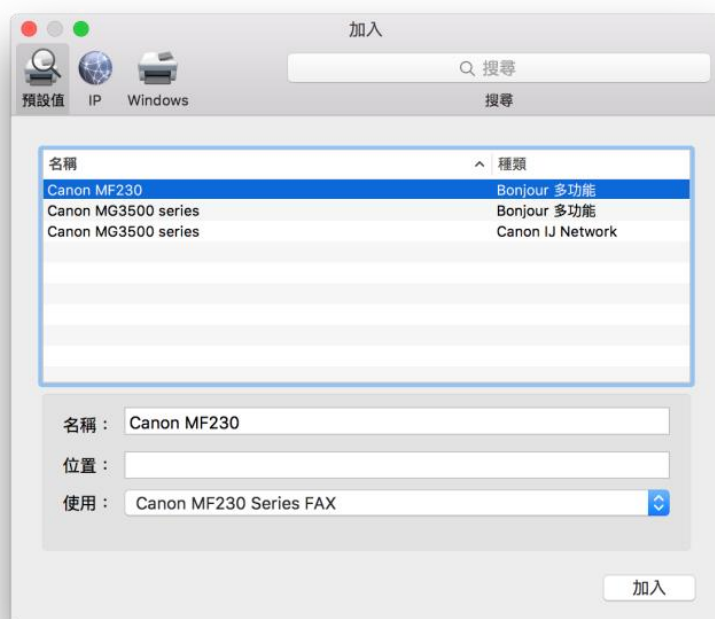 加入
預設值 IP Windows
搜尋
搜尋
名稱 種類
Canon MF230 Bonjour 多功能
Canon MG3500 series Bonjour 多功能
Canon MG3500 series Canon IJ Network
名稱： Canon MF230
位置：
使用： Canon MF230 Series FAX
加入